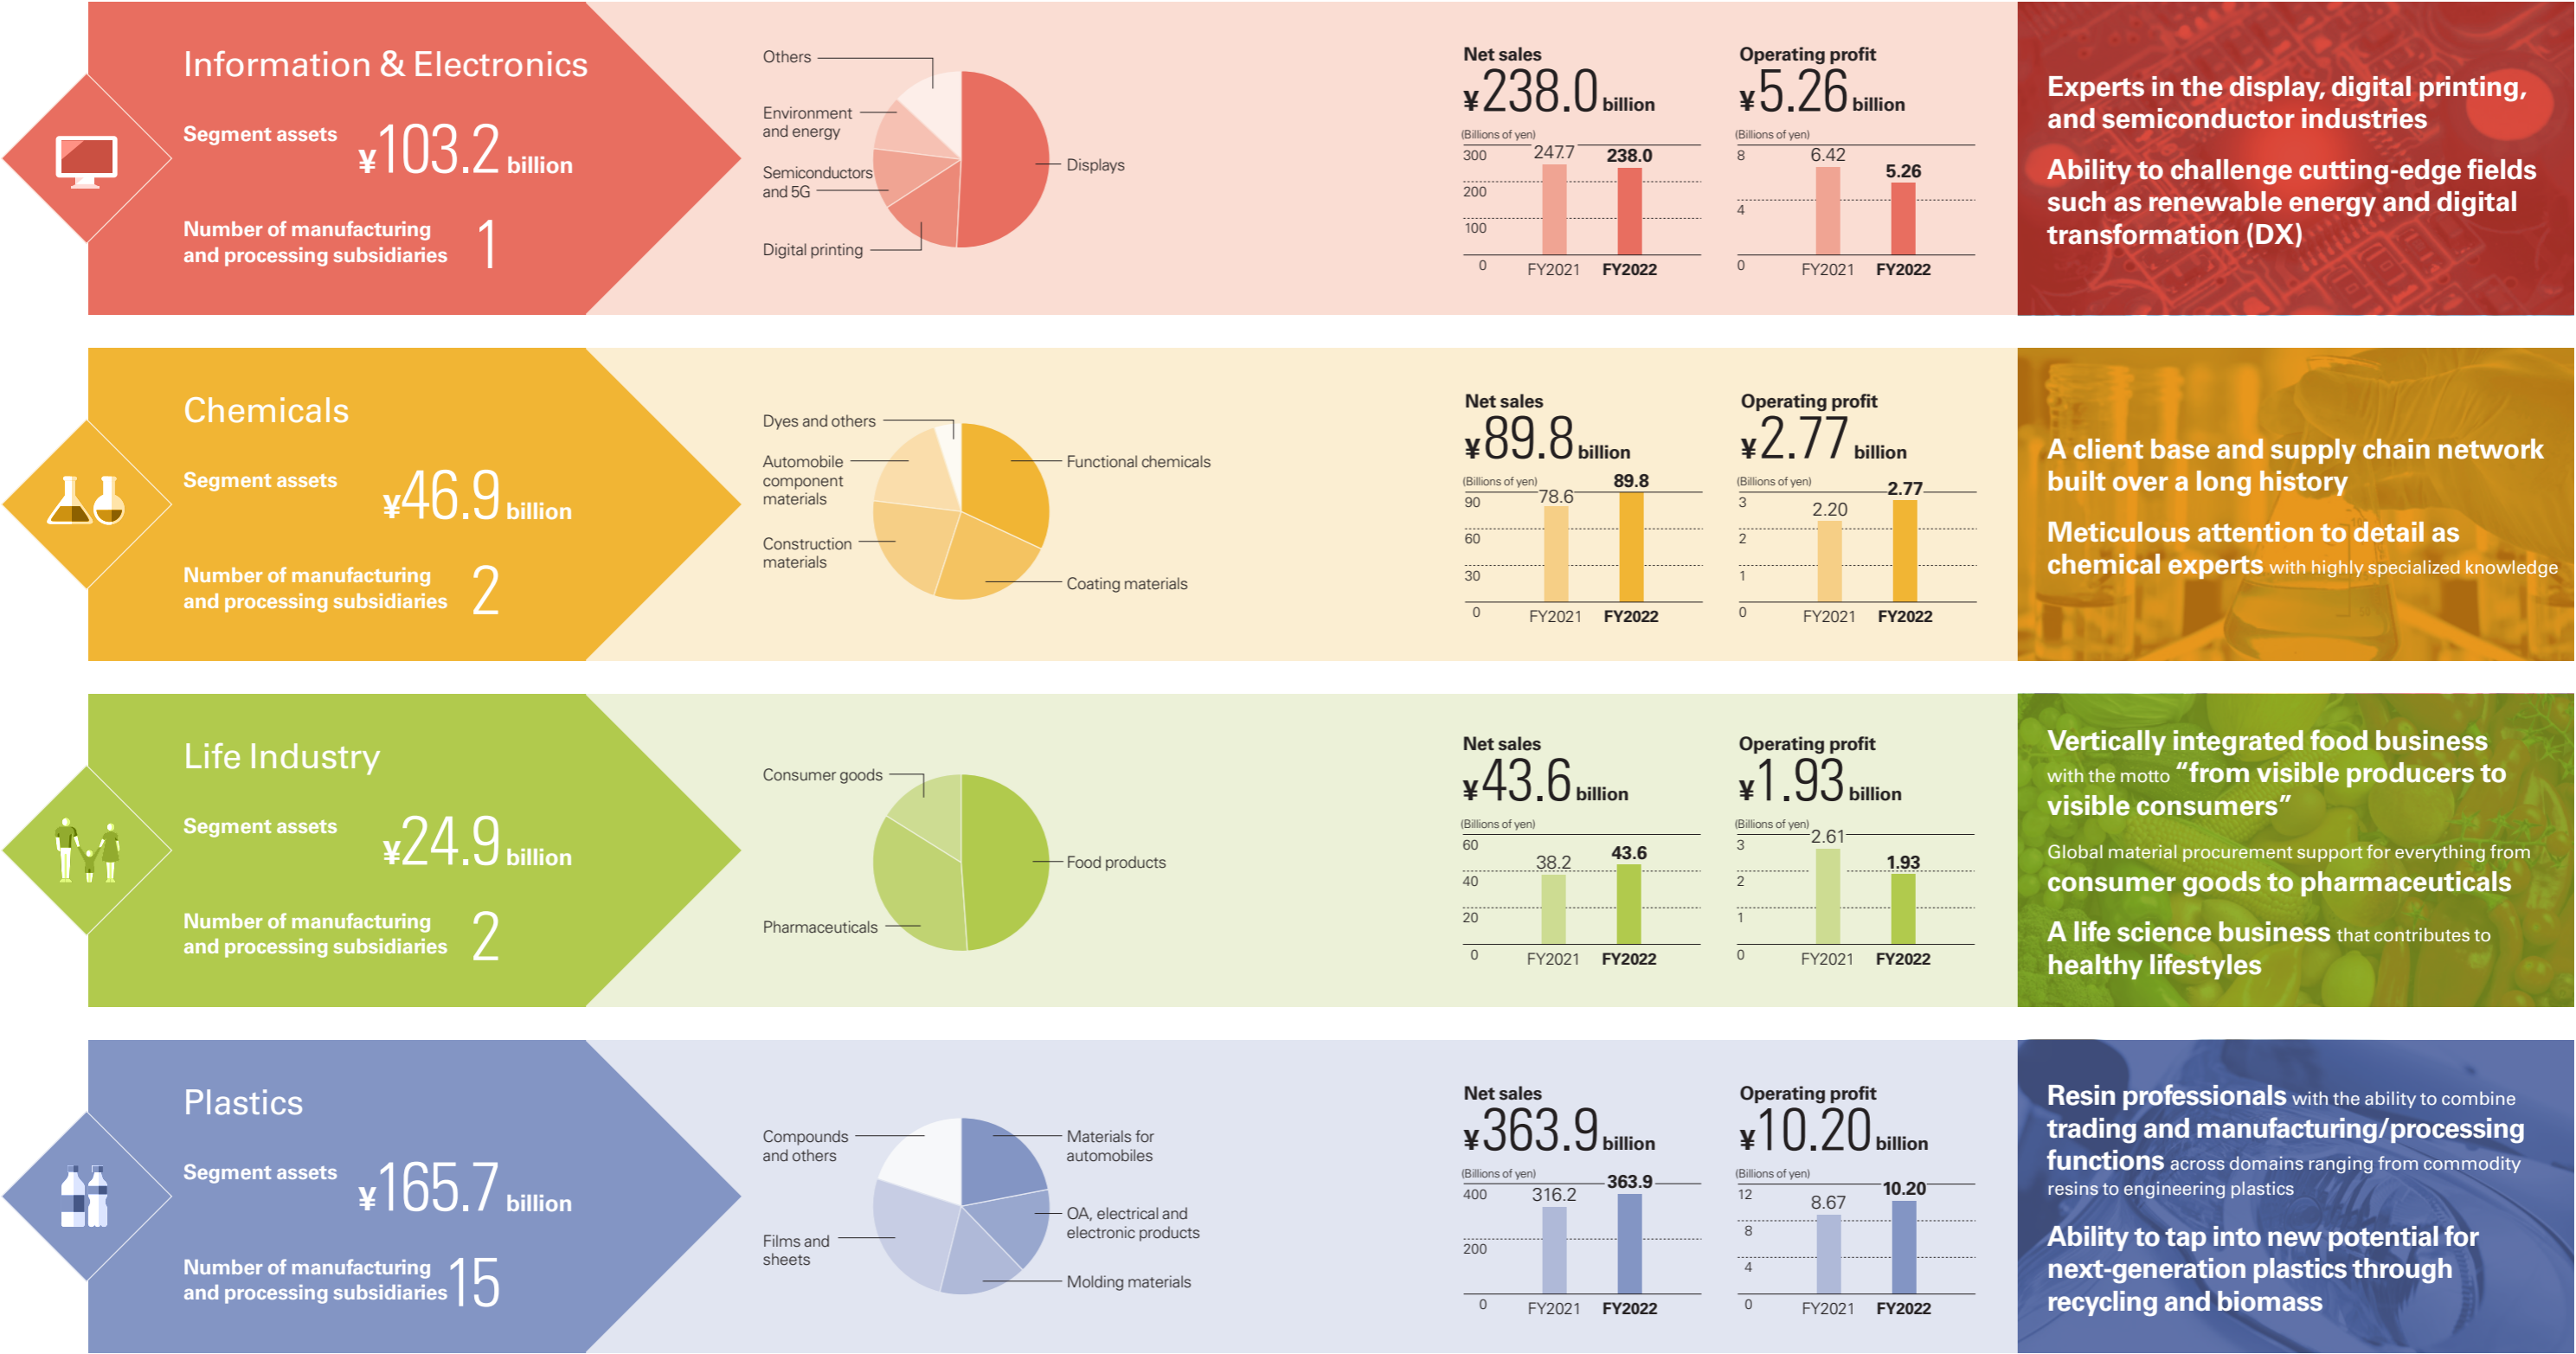 Information & Electronics
Segment assets
¥103.2 billion
Number of manufacturing
and processing subsidiaries 1
Others
Environment
and energy
Semiconductors
and 5G
Digital printing
Displays
Net sales
¥238.0 billion
(Billions of yen)
300
200
100
0
247.7
238.0
FY2021 FY2022
Operating profit
¥5.26 billion
(Billions of yen)
8
4
0
6.42
5.26
FY2021 FY2022
Experts in the display, digital printing,
and semiconductor industries
Ability to challenge cutting-edge fields
such as renewable energy and digital
transformation (DX)
Chemicals
Segment assets
¥46.9 billion
Number of manufacturing
and processing subsidiaries 2
Dyes and others
Automobile
component
materials
Construction
materials
Functional chemicals
Coating materials
Net sales
¥89.8 billion
(Billions of yen)
90
60
30
0
78.6
89.8
FY2021 FY2022
Operating profit
¥2.77 billion
(Billions of yen)
3
2
1
0
2.20
2.77
FY2021 FY2022
A client base and supply chain network
built over a long history
Meticulous attention to detail as
chemical experts with highly specialized knowledge
Life Industry
Segment assets
¥24.9 billion
Number of manufacturing
and processing subsidiaries 2
Consumer goods
Pharmaceuticals
Food products
Net sales
¥43.6 billion
(Billions of yen)
60
40
20
0
38.2
43.6
FY2021 FY2022
Operating profit
¥1.93 billion
(Billions of yen)
3
2
1
0
2.61
1.93
FY2021 FY2022
Vertically integrated food business
with the motto “from visible producers to
visible consumers”
Global material procurement support for everything from
consumer goods to pharmaceuticals
A life science business that contributes to
healthy lifestyles
Plastics
Segment assets
¥165.7 billion
Number of manufacturing
and processing subsidiaries 15
Compounds
and others
Films and
sheets
Materials for
automobiles
OA, electrical and
electronic products
Molding materials
Net sales
¥363.9 billion
(Billions of yen)
400
200
0
316.2
363.9
FY2021 FY2022
Operating profit
¥10.20 billion
(Billions of yen)
12
8
4
0
8.67
10.20
FY2021 FY2022
Resin professionals with the ability to combine
trading and manufacturing/processing
functions across domains ranging from commodity
resins to engineering plastics
Ability to tap into new potential for
next-generation plastics through
recycling and biomass